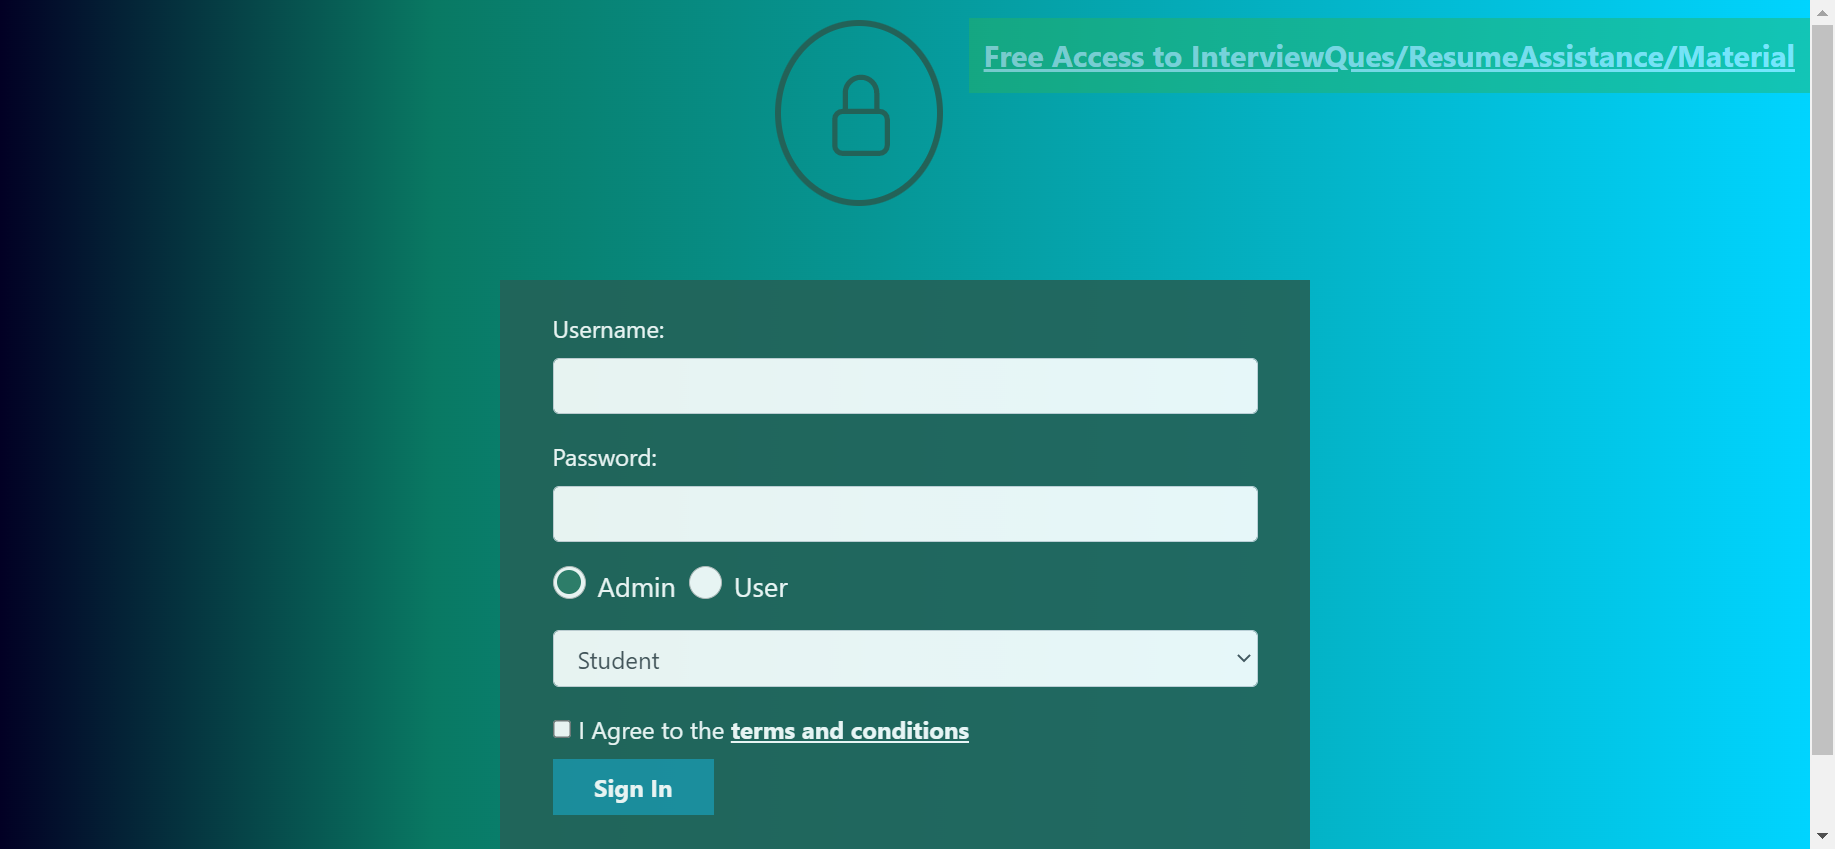 Free Access to InterviewQues/ResumeAssistance/Material
Username:
Password:
Admin User
Student
I Agree to the terms and conditions
Sign In